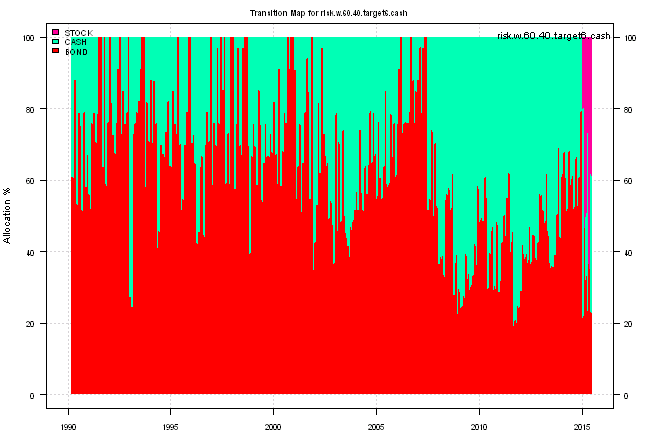 Transition Map for risk.w.60.40.target6.cash
STOCK
CASH
BOND
risk.w.60.40.target6.cash
Allocation %
100
80
60
40
20
0
100
80
60
40
20
0
1990 1995 2000 2005 2010 2015